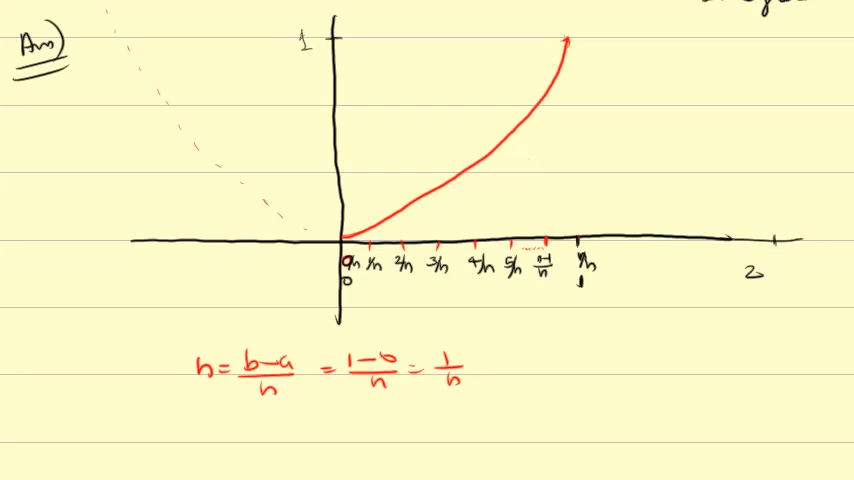 Ans)
1
0/n 1/n 2/n 3/n 4/n 5/n n-1/n n/n
0 1 2
h = b-a/n = 1-0/n = 1/n